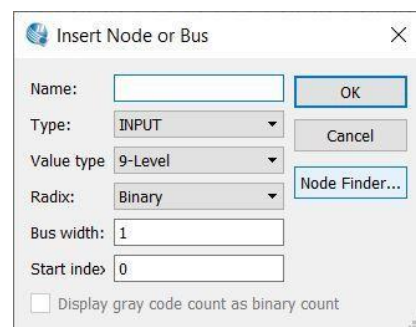 Insert Node or Bus
Name:
OK
Type: INPUT
Cancel
Value type 9-Level
Node Finder...
Radix: Binary
Bus width: 1
Start index 0
Display gray code count as binary count